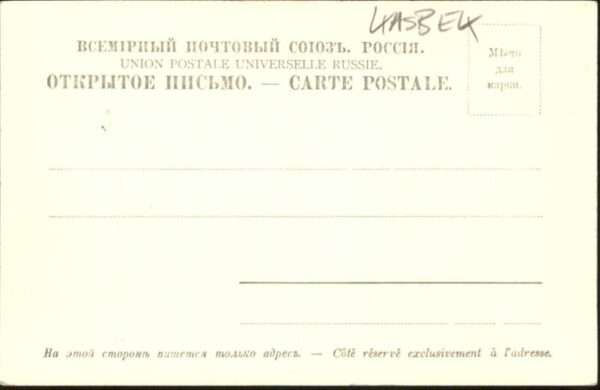 KASBEK
ВСЕМІРНЫЙ ПОЧТОВЫЙ СОЮЗЪ. РОССІЯ.
UNION POSTALE UNIVERSELLE RUSSIE.
ОТКРЫТОЕ ПИСЬМО. — CARTE POSTALE.
Мѣсто
для
марки.
На этой сторонѣ пишется только адресъ. — Côté réservé exclusivement à l'adresse.